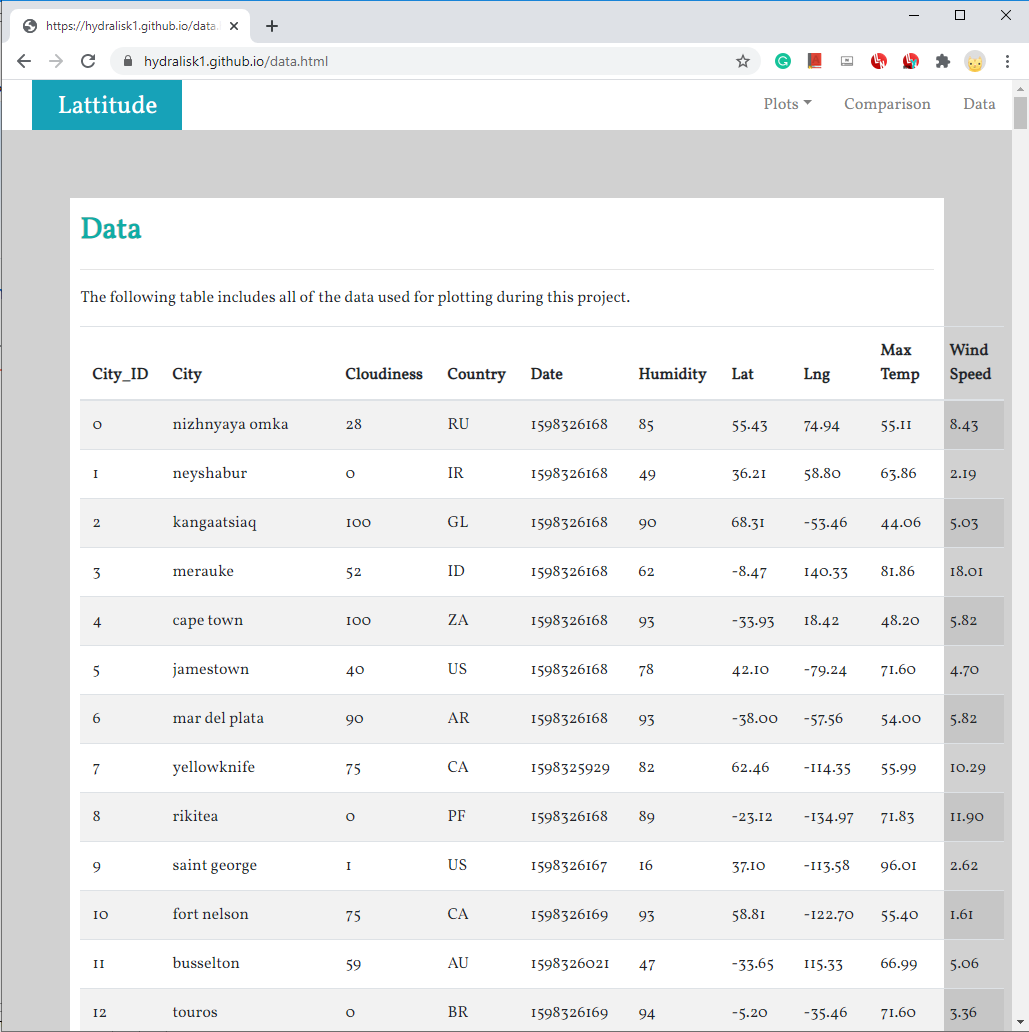 https://hydralisk1.github.io/data.
hydralisk1.github.io/data.html
Lattitude Plots Comparison Data
Data
The following table includes all of the data used for plotting during this project.
City_ID City Cloudiness Country Date Humidity Lat Lng Max Temp Wind Speed
0 nizhnyaya omka 28 RU 1598326168 85 55.43 74.94 55.11 8.43
1 neyshabur 0 IR 1598326168 49 36.21 58.80 63.86 2.19
2 kangaatsiaq 100 GL 1598326168 90 68.31 -53.46 44.06 5.03
3 merauke 52 ID 1598326168 62 -8.47 140.33 81.86 18.01
4 cape town 100 ZA 1598326168 93 -33.93 18.42 48.20 5.82
5 jamestown 40 US 1598326168 78 42.10 -79.24 71.60 4.70
6 mar del plata 90 AR 1598326168 93 -38.00 -57.56 54.00 5.82
7 yellowknife 75 CA 1598325929 82 62.46 -114.35 55.99 10.29
8 rikitea 0 PF 1598326168 89 -23.12 -134.97 71.83 11.90
9 saint george 1 US 1598326167 16 37.10 -113.58 96.01 2.62
10 fort nelson 75 CA 1598326169 93 58.81 -122.70 55.40 1.61
11 busselton 59 AU 1598326021 47 -33.65 115.33 66.99 5.06
12 touros 0 BR 1598326169 94 -5.20 -35.46 71.60 3.36